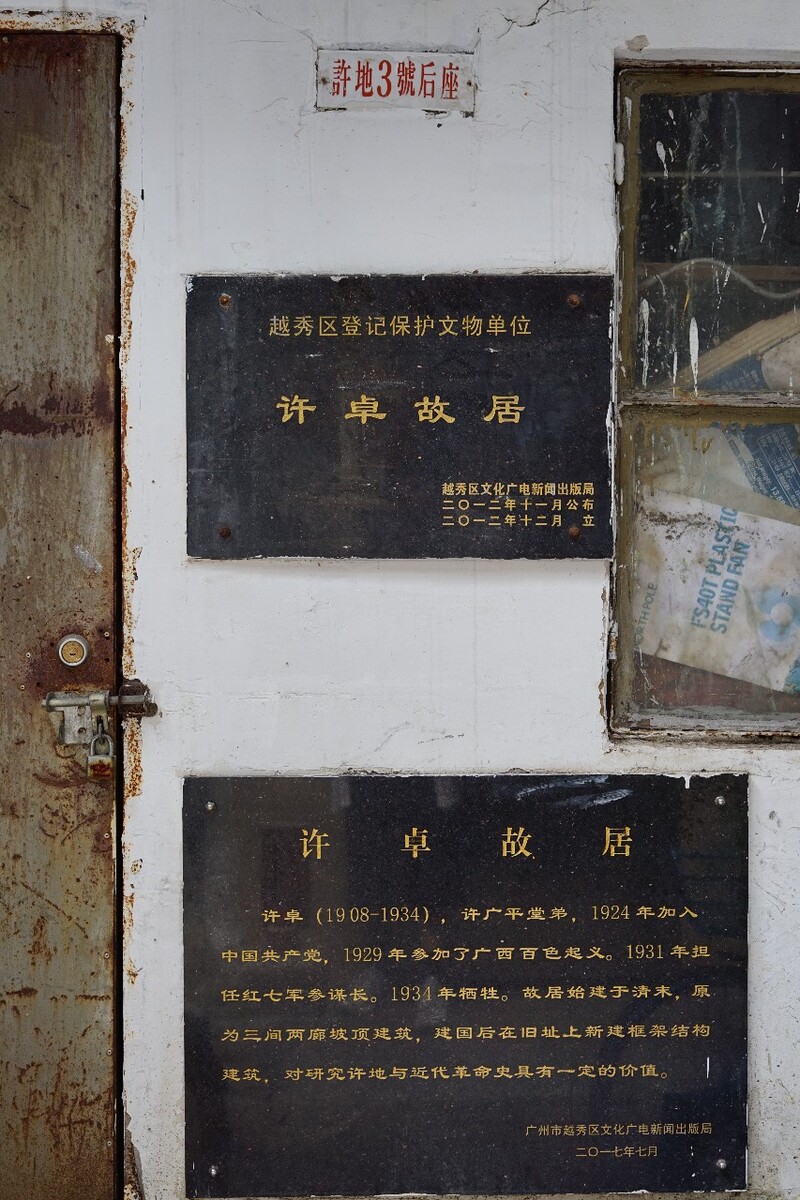 許地3號后座
越秀区登记保护文物单位
许卓故居
越秀区文化广电新闻出版局
二〇一二年十一月公布
二〇一二年十二月 立
FS40T PLASTIC
STAND FAN
许卓故居
许卓（1908-1934），许广平堂弟，1924年加入
中国共产党，1929年参加了广西百色起义。1931年担
任红七军参谋长。1934年牺牲。故居始建于清末，原
为三间两廊坡顶建筑，建国后在旧址上新建框架结构
建筑，对研究许地与近代革命史具有一定的价值。
广州市越秀区文化广电新闻出版局
二〇一七年七月